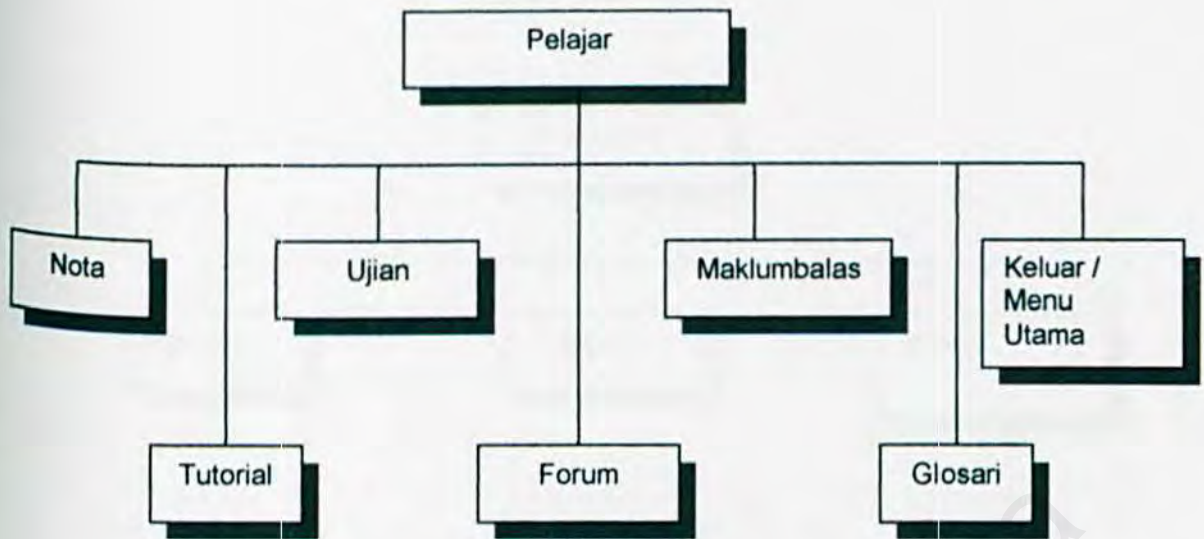 Pelajar
Nota
Ujian
Maklumbalas
Keluar /
Menu
Utama
Tutorial
Forum
Glosari